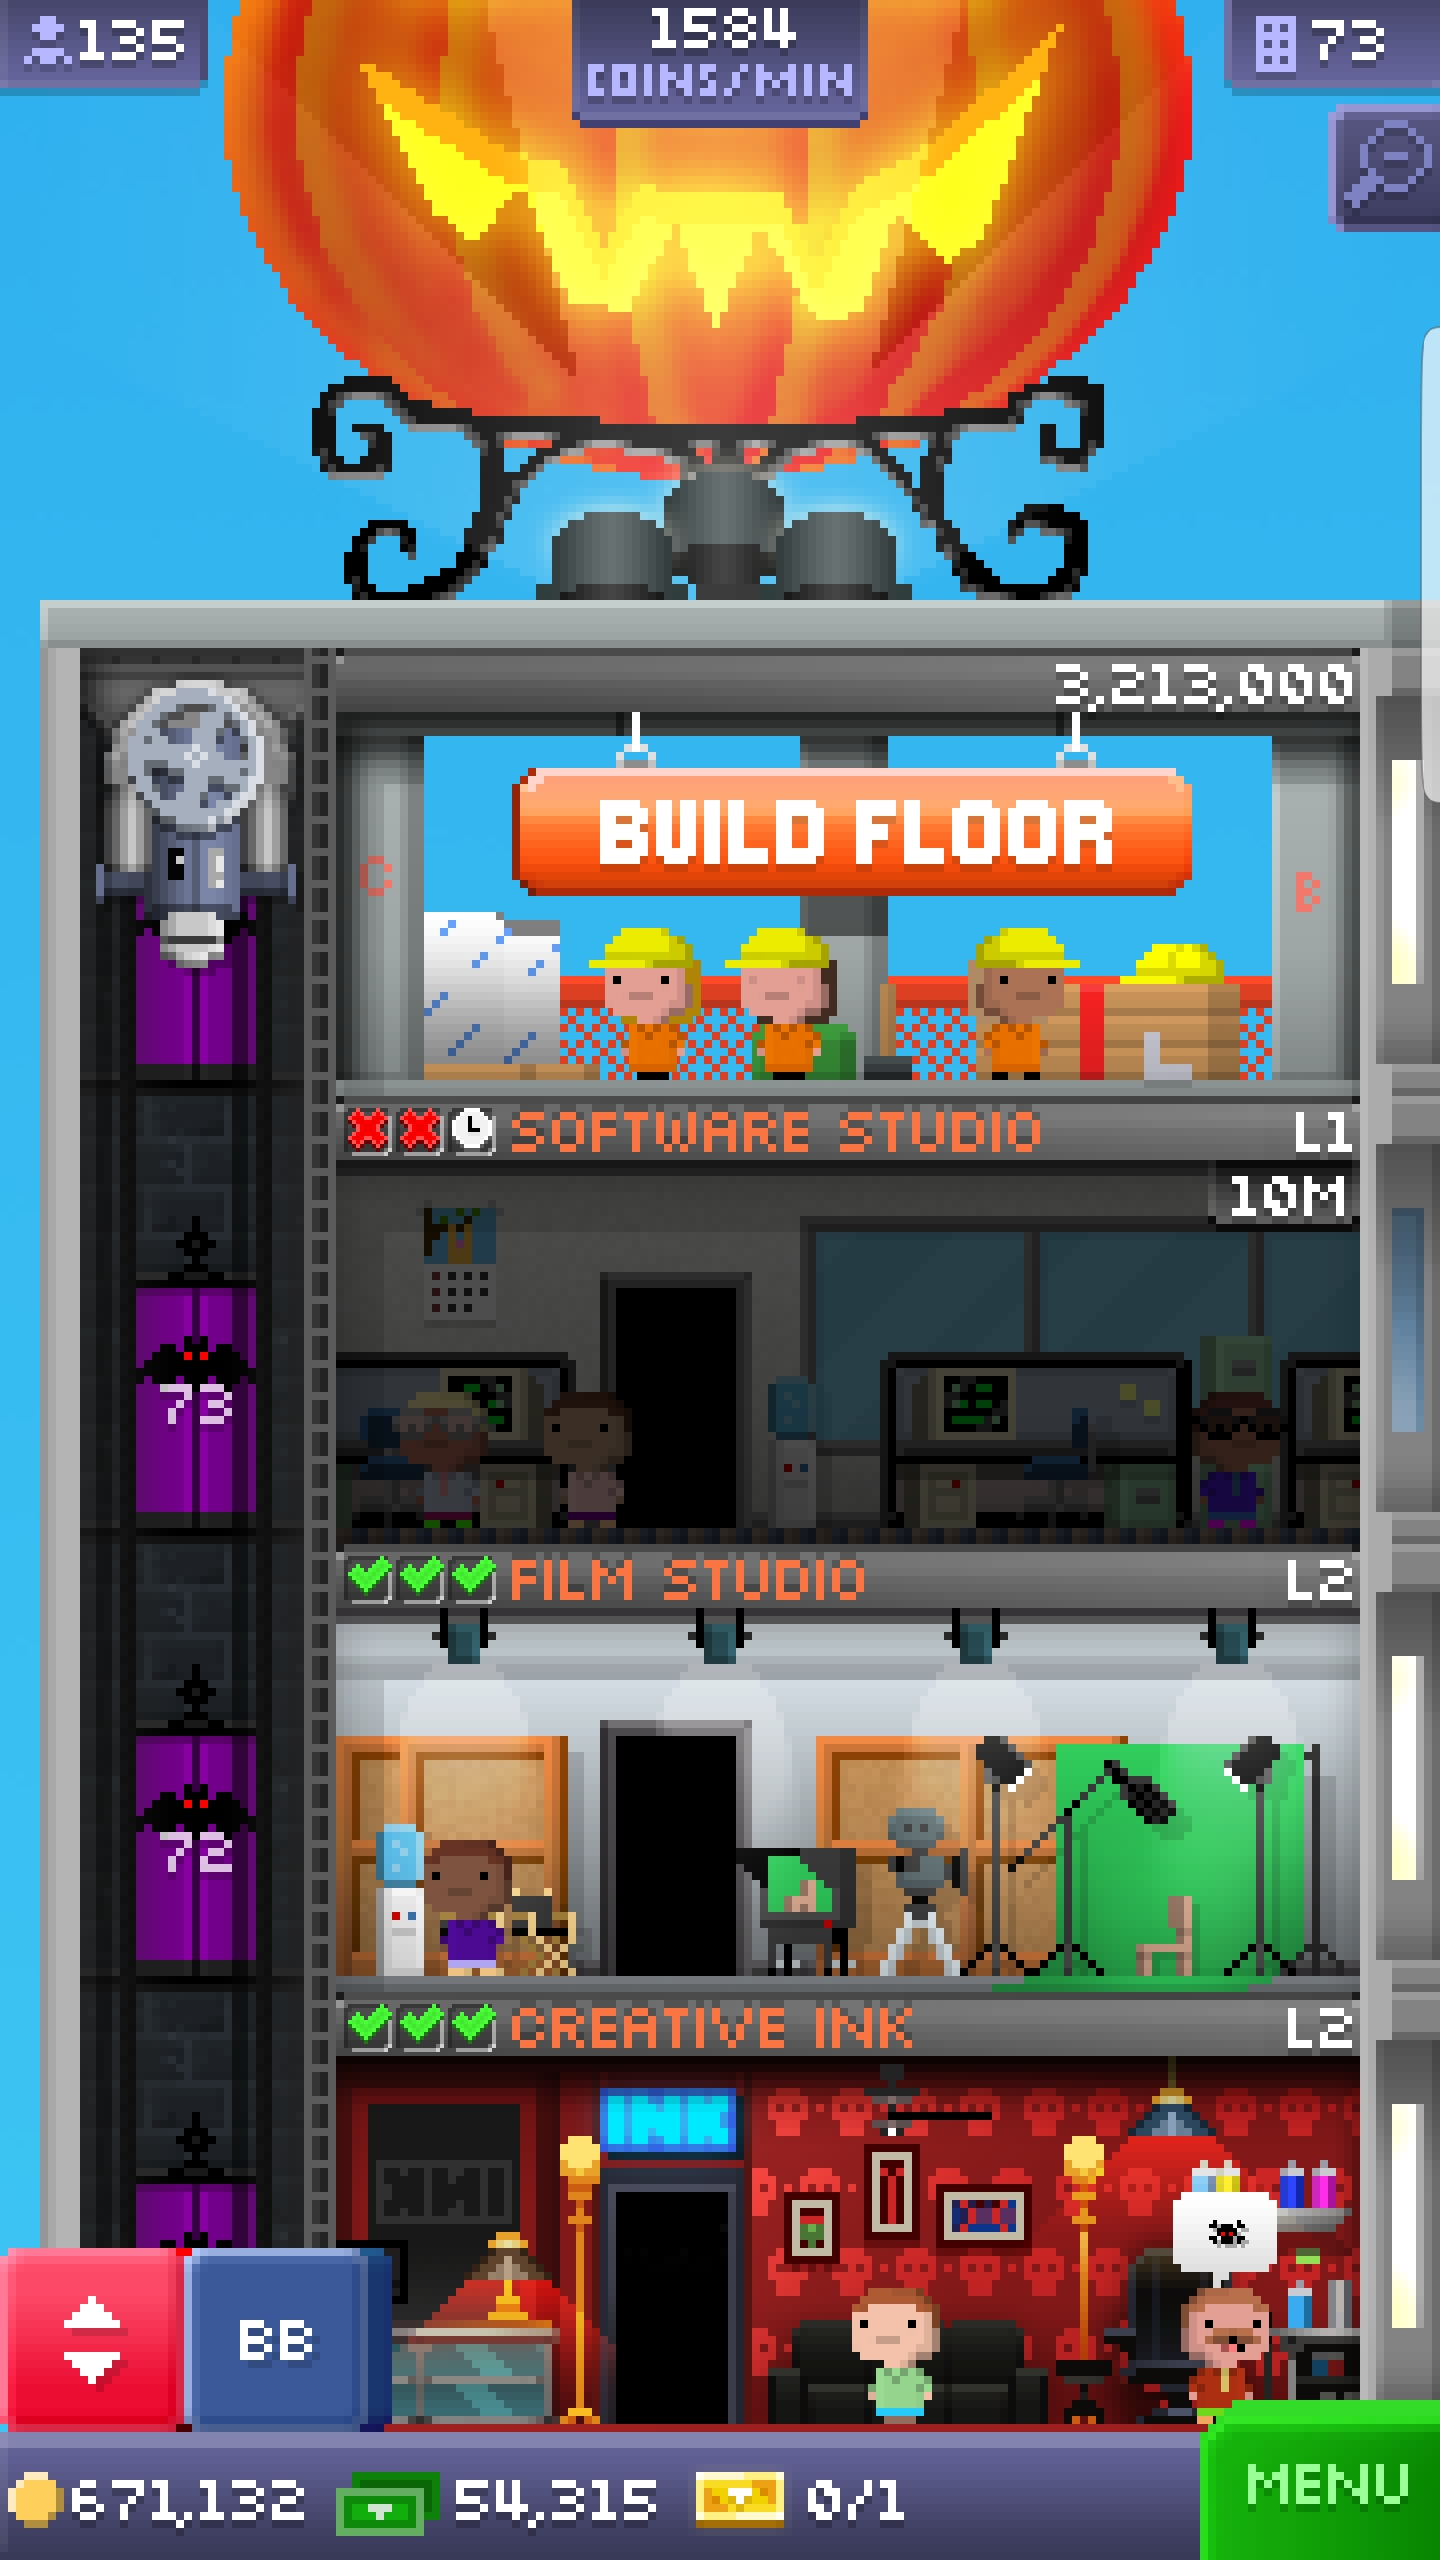 135
1584
COINS/MIN
73
3,213,000
BUILD FLOOR
C
B
SOFTWARE STUDIO
L1
10M
73
FILM STUDIO
L2
72
CREATIVE INK
L2
INK
BB
671,132
54,315
0/1
MENU